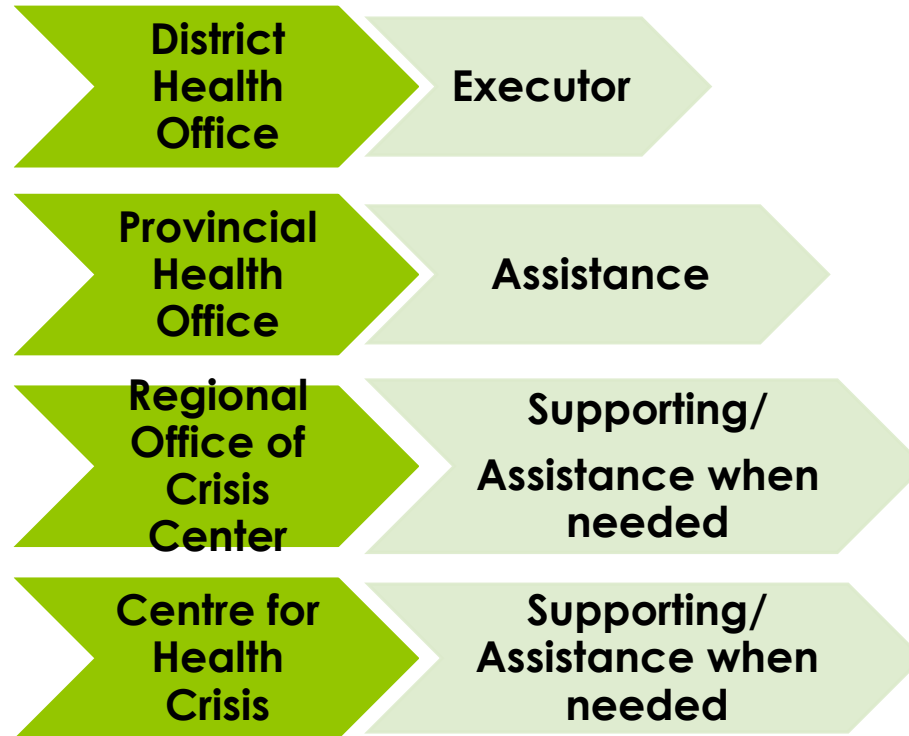 District
Health
Office
Executor
Provincial
Health
Office
Assistance
Regional
Office of
Crisis
Center
Supporting/
Assistance when
needed
Centre for
Health
Crisis
Supporting/
Assistance when
needed